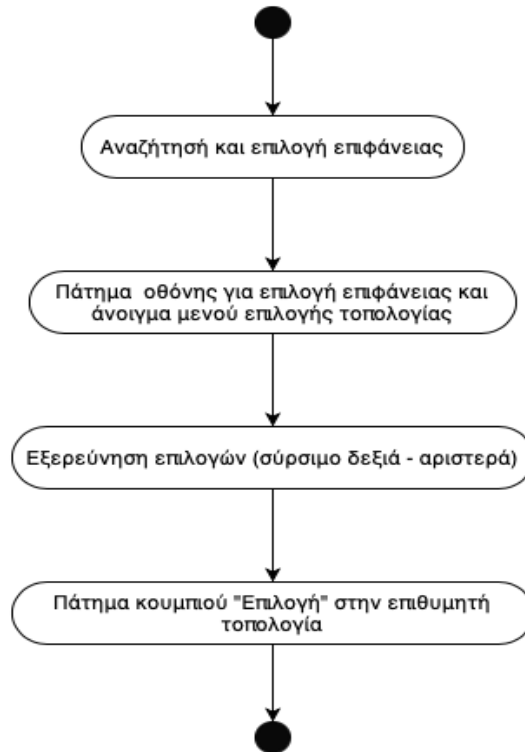 Αναζήτησή και επιλογή επιφάνειας
Πάτημα  οθόνης για επιλογή επιφάνειας και
άνοιγμα μενού επιλογής τοπολογίας
Εξερεύνηση επιλογών (σύρσιμο δεξιά - αριστερά)
Πάτημα κουμπιού "Επιλογή" στην επιθυμητή
τοπολογία